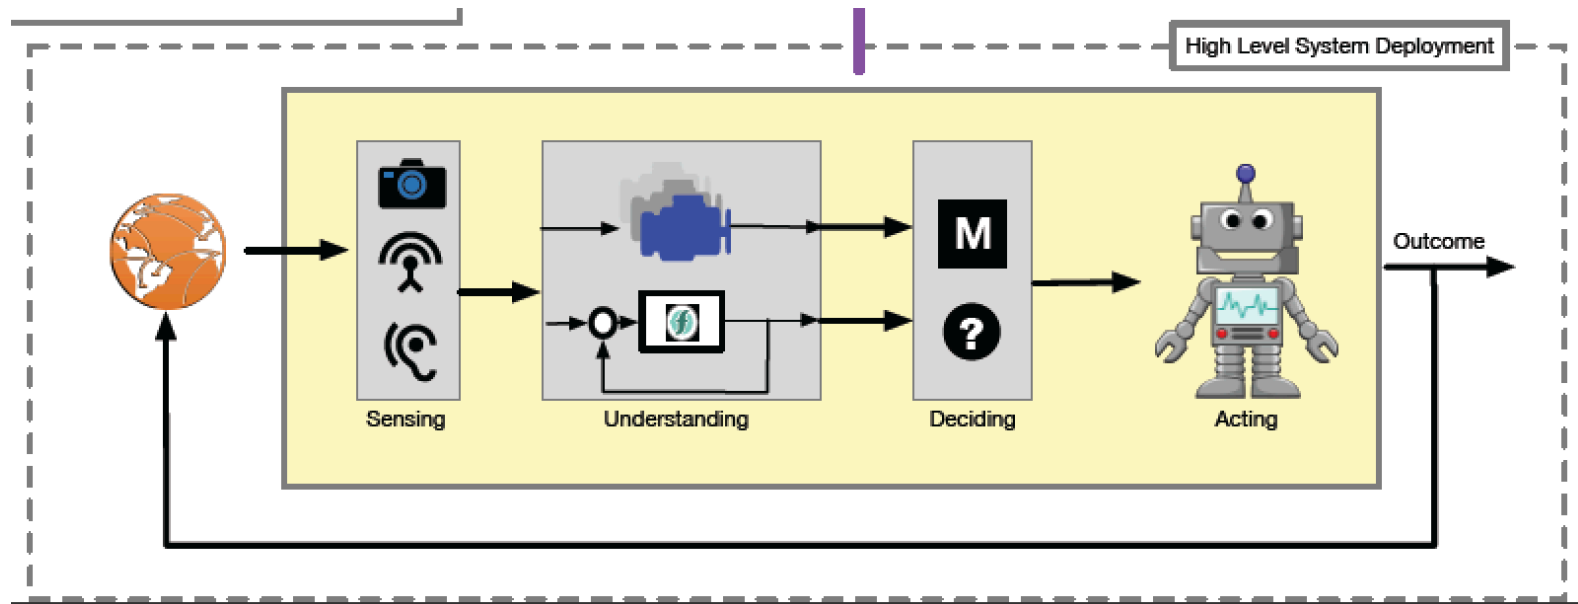 High Level System Deployment
M
?
f
Outcome
Sensing
Understanding
Deciding
Acting